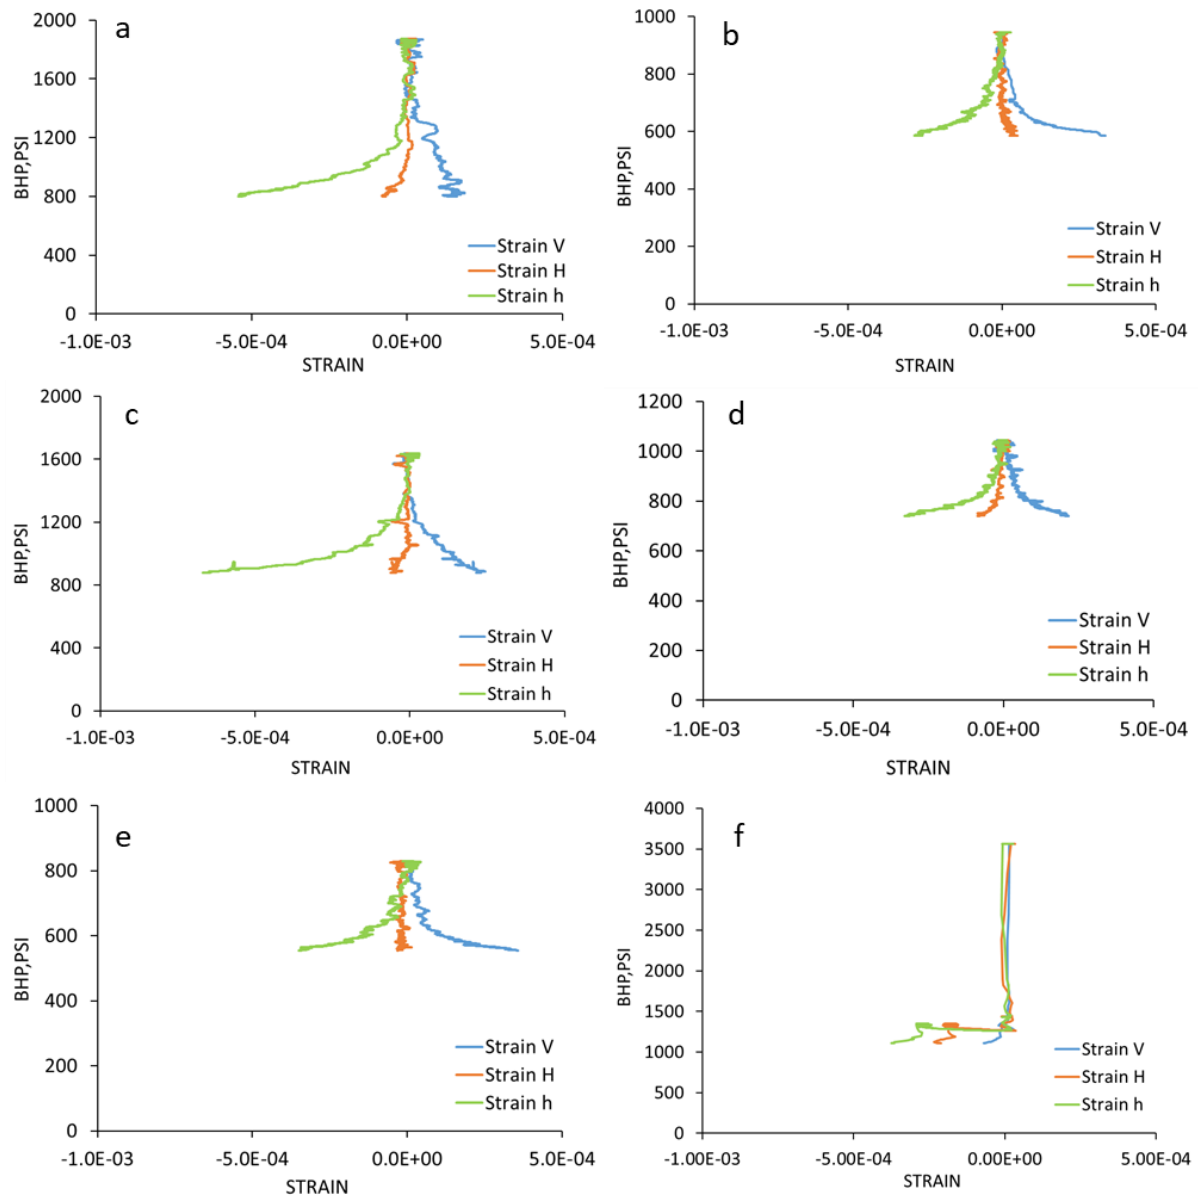 a
2000
1600
1200
800
400
0
BHP,PSI
-1.0E-03
-5.0E-04
0.0E+00
5.0E-04
STRAIN
Strain V
Strain H
Strain h
b
1000
800
600
400
200
0
BHP,PSI
-1.0E-03
-5.0E-04
0.0E+00
5.0E-04
STRAIN
Strain V
Strain H
Strain h
c
2000
1600
1200
800
400
0
BHP,PSI
-1.0E-03
-5.0E-04
0.0E+00
5.0E-04
STRAIN
Strain V
Strain H
Strain h
d
1200
1000
800
600
400
200
0
BHP,PSI
-1.0E-03
-5.0E-04
0.0E+00
5.0E-04
STRAIN
Strain V
Strain H
Strain h
e
1000
800
600
400
200
0
BHP,PSI
-1.0E-03
-5.0E-04
0.0E+00
5.0E-04
STRAIN
Strain V
Strain H
Strain h
f
4000
3500
3000
2500
2000
1500
1000
500
0
BHP,PSI
-1.00E-03
-5.00E-04
0.00E+00
5.00E-04
STRAIN
Strain V
Strain H
Strain h